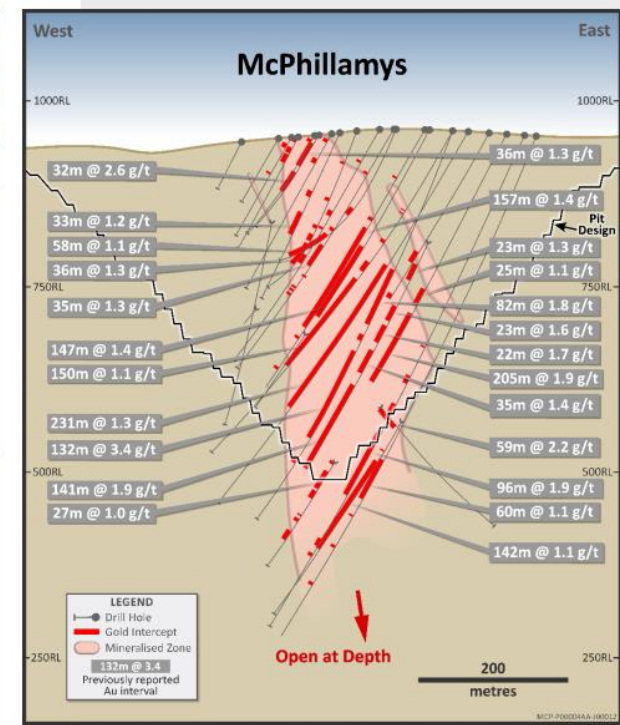 West
East
McPhillamys
1000RL
1000RL
32m @ 2.6 g/t
33m @ 1.2 g/t
58m @ 1.1 g/t
36m @ 1.3 g/t
35m @ 1.3 g/t
147m @ 1.4 g/t
150m @ 1.1 g/t
231m @ 1.3 g/t
132m @ 3.4 g/t
141m @ 1.9 g/t
27m @ 1.0 g/t
36m @ 1.3 g/t
157m @ 1.4 g/t
Pit
Design
23m @ 1.3 g/t
25m @ 1.1 g/t
82m @ 1.8 g/t
23m @ 1.6 g/t
22m @ 1.7 g/t
205m @ 1.9 g/t
35m @ 1.4 g/t
59m @ 2.2 g/t
96m @ 1.9 g/t
60m @ 1.1 g/t
142m @ 1.1 g/t
750RL
750RL
500RL
500RL
250RL
250RL
LEGEND
Drill Hole
Gold Intercept
Mineralised Zone
132m @ 3.4
Previously reported
Au interval
Open at Depth
200
metres